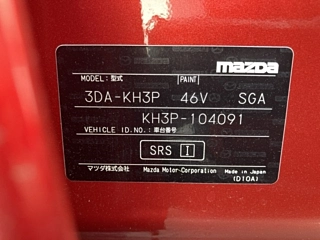 mazda
MODEL:型式 PAINT
3DA-KH3P 46V SGA
KH3P-104091
VEHICLE ID.NO.:車台番号
SRS I
マツダ株式会社 Mazda Motor-Corporation Made in Japan
(D10A)